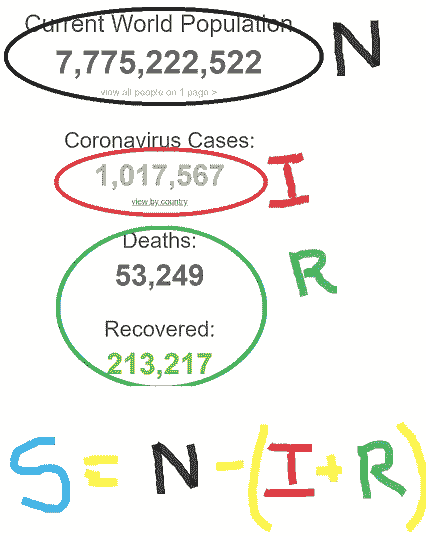 Current World Population
N
7,775,222,522
view all people on 1 page >
Coronavirus Cases:
1,017,567
I
view by country
Deaths:
53,249
R
Recovered:
213,217
S = N - (I + R)